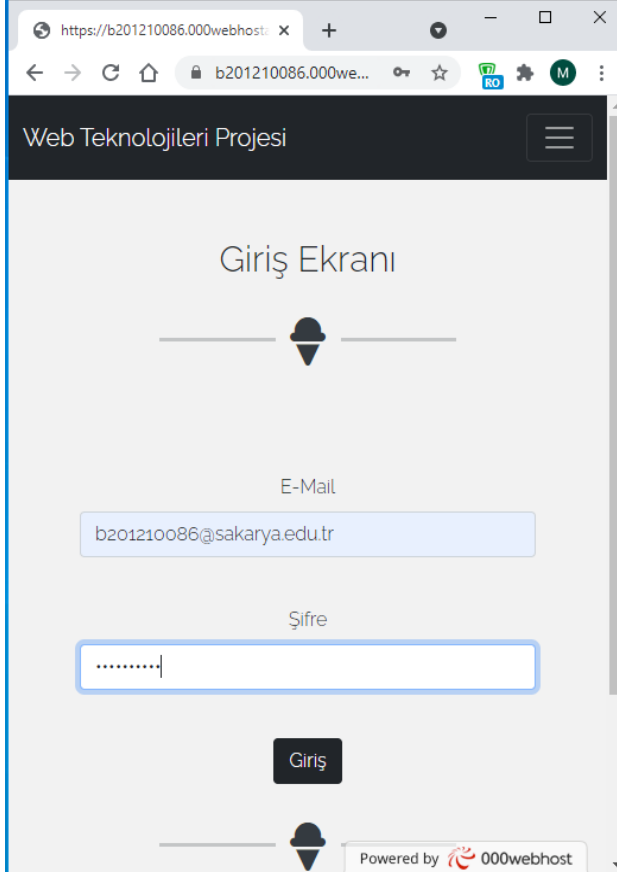 https://b201210086.000webhosta
b201210086.000we...
RO
M
Web Teknolojileri Projesi
Giriş Ekranı
E-Mail
b201210086@sakarya.edu.tr
Şifre
••••••••••
Giriş
Powered by 000webhost